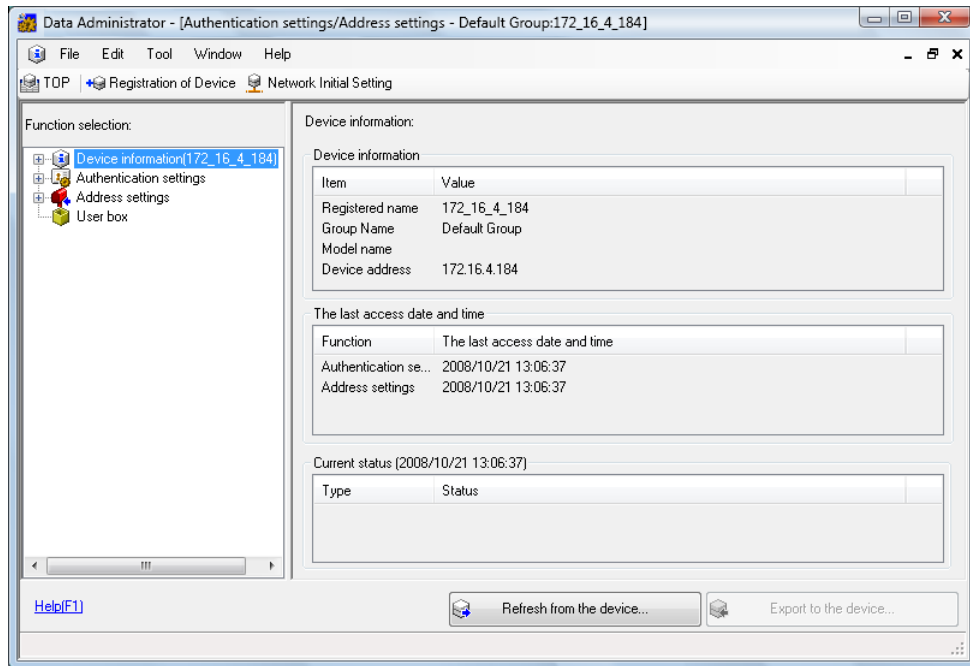 Data Administrator - [Authentication settings/Address settings - Default Group:172_16_4_184]
File Edit Tool Window Help
TOP Registration of Device Network Initial Setting
Function selection:
Device information(172_16_4_184)
Authentication settings
Address settings
User box
Device information:
Device information
Item Value
Registered name 172_16_4_184
Group Name Default Group
Model name
Device address 172.16.4.184
The last access date and time
Function The last access date and time
Authentication se... 2008/10/21 13:06:37
Address settings 2008/10/21 13:06:37
Current status (2008/10/21 13:06:37)
Type Status
Help(F1)
Refresh from the device...
Export to the device...